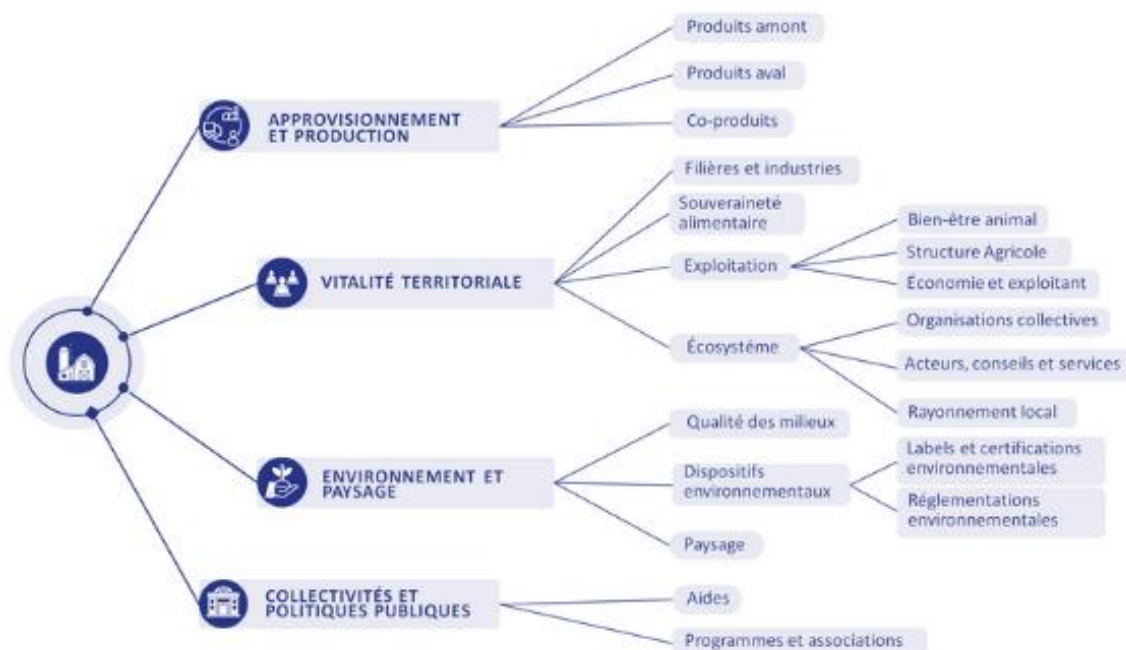 Produits amont
Produits aval
APPROVISIONNEMENT
ET PRODUCTION
Co-produits
Filières et industries
Souveraineté
alimentaire
Bien-être animal
Structure Agricole
Exploitation
VITALITÉ TERRITORIALE
Économie et exploitant
Organisations collectives
Écosystéme
Acteurs, conseils et services
Rayonnement local
Qualité des milieux
Labels et certifications
environnementales
ENVIRONNEMENT ET
PAYSAGE
Dispositifs
environnementaux
Réglementations
environnementales
Paysage
COLLECTIVITÉS ET
POLITIQUES PUBLIQUES
Aides
Programmes et associations